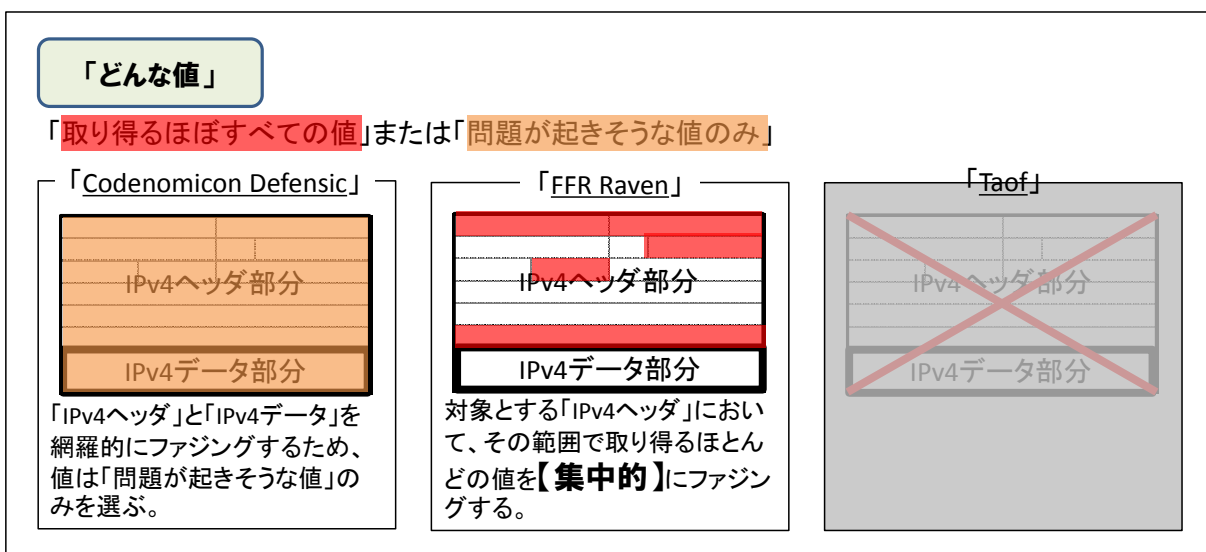 「どんな値」
「取り得るほぼすべての値」または「問題が起きそうな値のみ」
「Codenomicon Defensic」
IPv4ヘッダ部分
IPv4データ部分
「IPv4ヘッダ」と「IPv4データ」を
網羅的にファジングするため、
値は「問題が起きそうな値」の
みを選ぶ。
「FFR Raven」
IPv4ヘッダ部分
IPv4データ部分
対象とする「IPv4ヘッダ」におい
て、その範囲で取り得るほとん
どの値を【集中的】にファジン
グする。
「Taof」
IPv4ヘッダ部分
IPv4データ部分